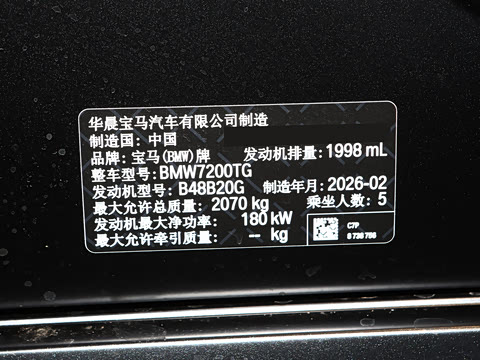 华晨宝马汽车有限公司制造
制造国: 中国
品牌: 宝马(BMW)牌 发动机排量: 1998 mL
整车型号: BMW7200TG
发动机型号: B48B20G 制造年月: 2026-02
最大允许总质量: 2070 kg 乘坐人数: 5
发动机最大净功率: 180 kW
最大允许牵引质量: -- kg
C7P